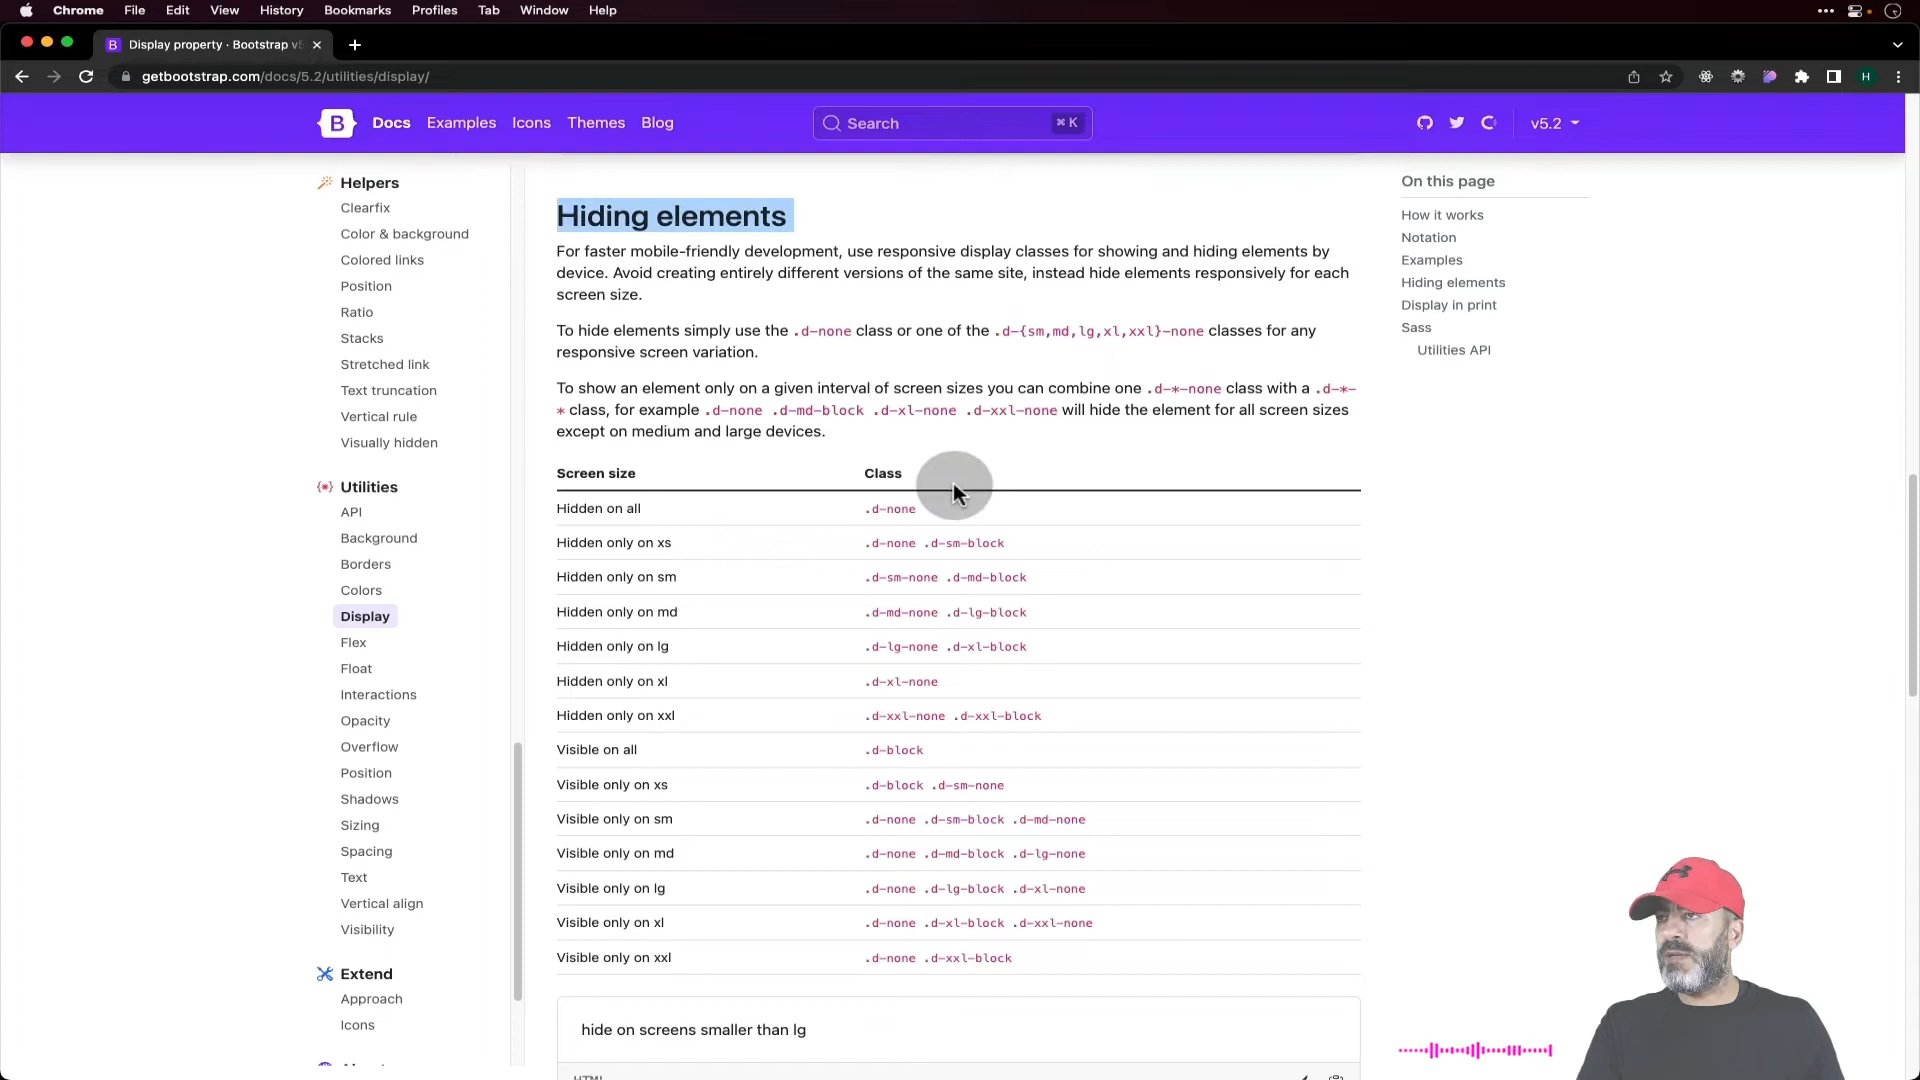 Chrome File Edit View History Bookmarks Profiles Tab Window Help
B Display property · Bootstrap v5
getbootstrap.com/docs/5.2/utilities/display/
H
B Docs Examples Icons Themes Blog
Search ⌘ K
v5.2
Helpers
Clearfix
Color & background
Colored links
Position
Ratio
Stacks
Stretched link
Text truncation
Vertical rule
Visually hidden
Utilities
API
Background
Borders
Colors
Display
Flex
Float
Interactions
Opacity
Overflow
Position
Shadows
Sizing
Spacing
Text
Vertical align
Visibility
Extend
Approach
Icons
Hiding elements
For faster mobile-friendly development, use responsive display classes for showing and hiding elements by
device. Avoid creating entirely different versions of the same site, instead hide elements responsively for each
screen size.
To hide elements simply use the .d-none class or one of the .d-{sm,md,lg,xl,xxl}-none classes for any
responsive screen variation.
To show an element only on a given interval of screen sizes you can combine one .d-*-none class with a .d-*-
* class, for example .d-none .d-md-block .d-xl-none .d-xxl-none will hide the element for all screen sizes
except on medium and large devices.
Screen size Class
Hidden on all .d-none
Hidden only on xs .d-none .d-sm-block
Hidden only on sm .d-sm-none .d-md-block
Hidden only on md .d-md-none .d-lg-block
Hidden only on lg .d-lg-none .d-xl-block
Hidden only on xl .d-xl-none
Hidden only on xxl .d-xxl-none .d-xxl-block
Visible on all .d-block
Visible only on xs .d-block .d-sm-none
Visible only on sm .d-none .d-sm-block .d-md-none
Visible only on md .d-none .d-md-block .d-lg-none
Visible only on lg .d-none .d-lg-block .d-xl-none
Visible only on xl .d-none .d-xl-block .d-xxl-none
Visible only on xxl .d-none .d-xxl-block
hide on screens smaller than lg
HTML
On this page
How it works
Notation
Examples
Hiding elements
Display in print
Sass
Utilities API